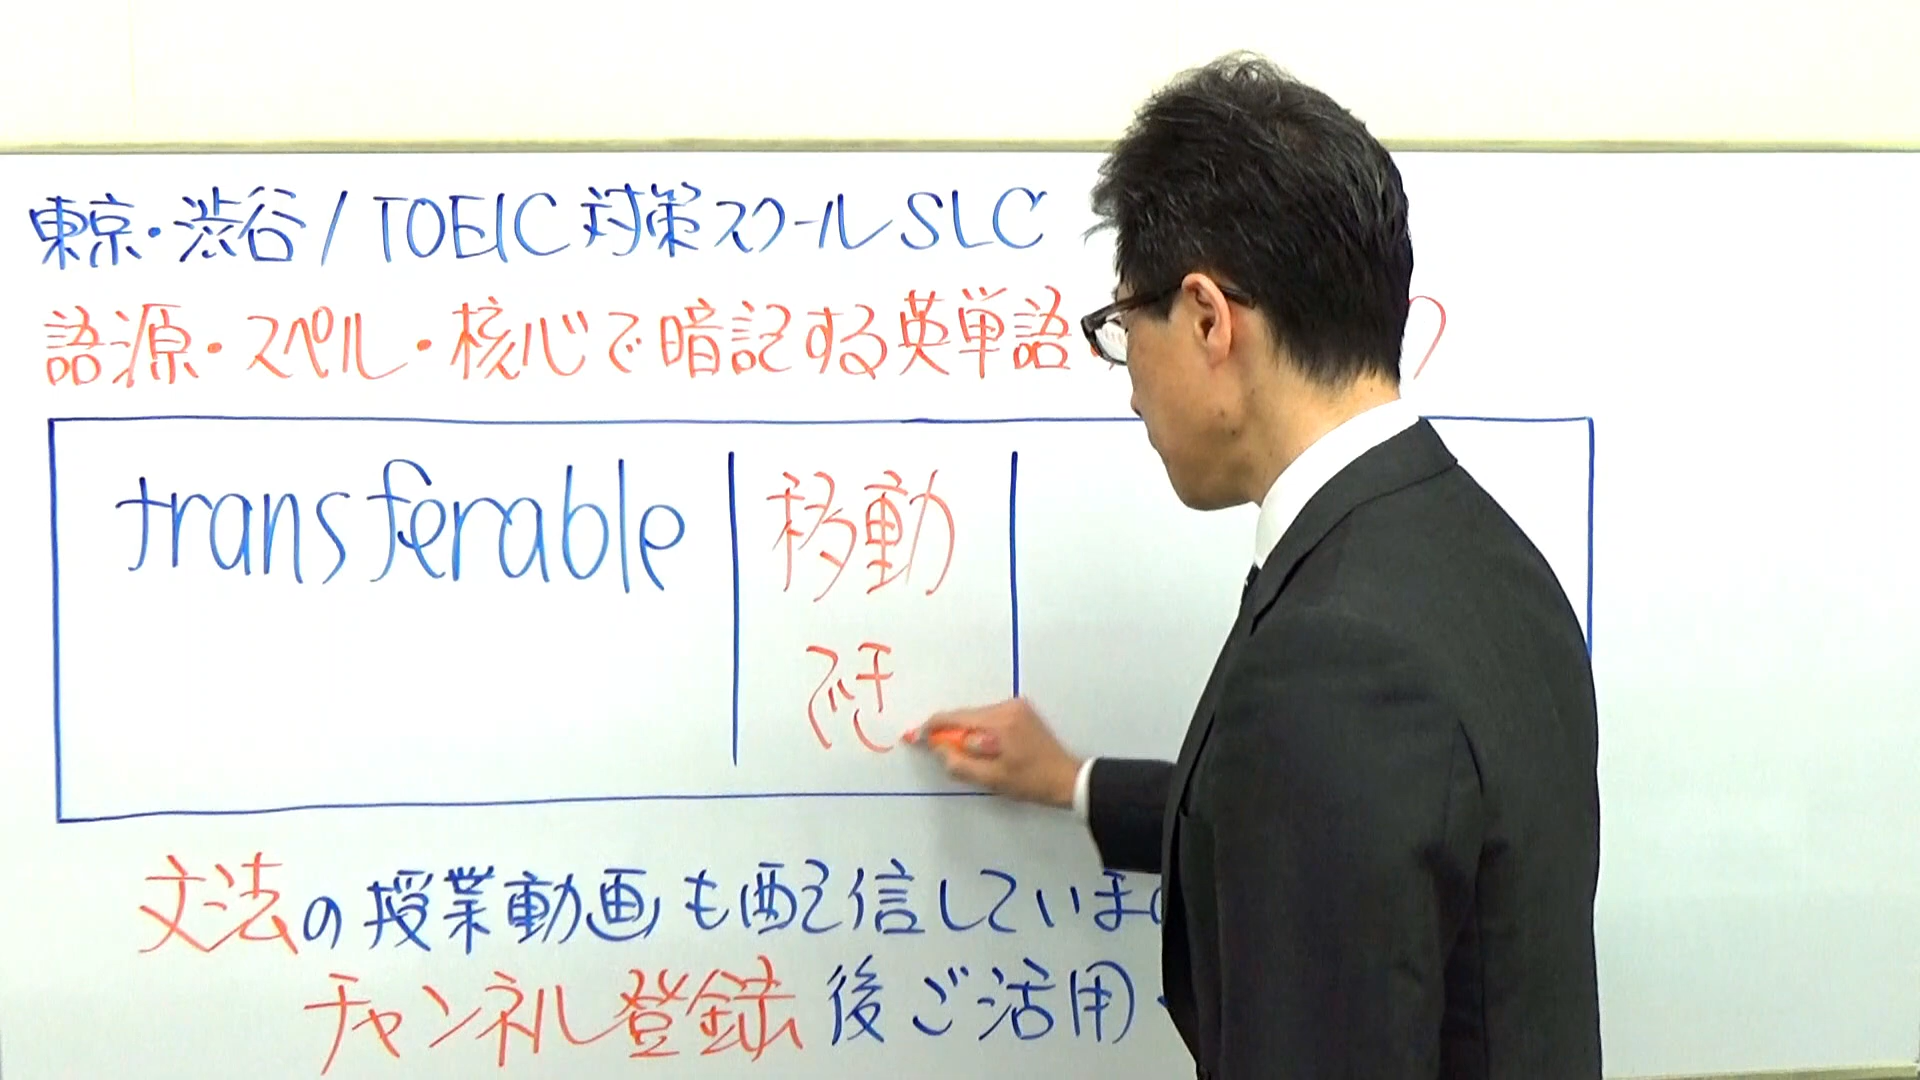 東京・渋谷/TOEIC対策スクールSLC
語源・スペル・核心で暗記する英単語
transferable
移動
でき
文法の授業動画も配信していま
チャンネル登録後ご活用